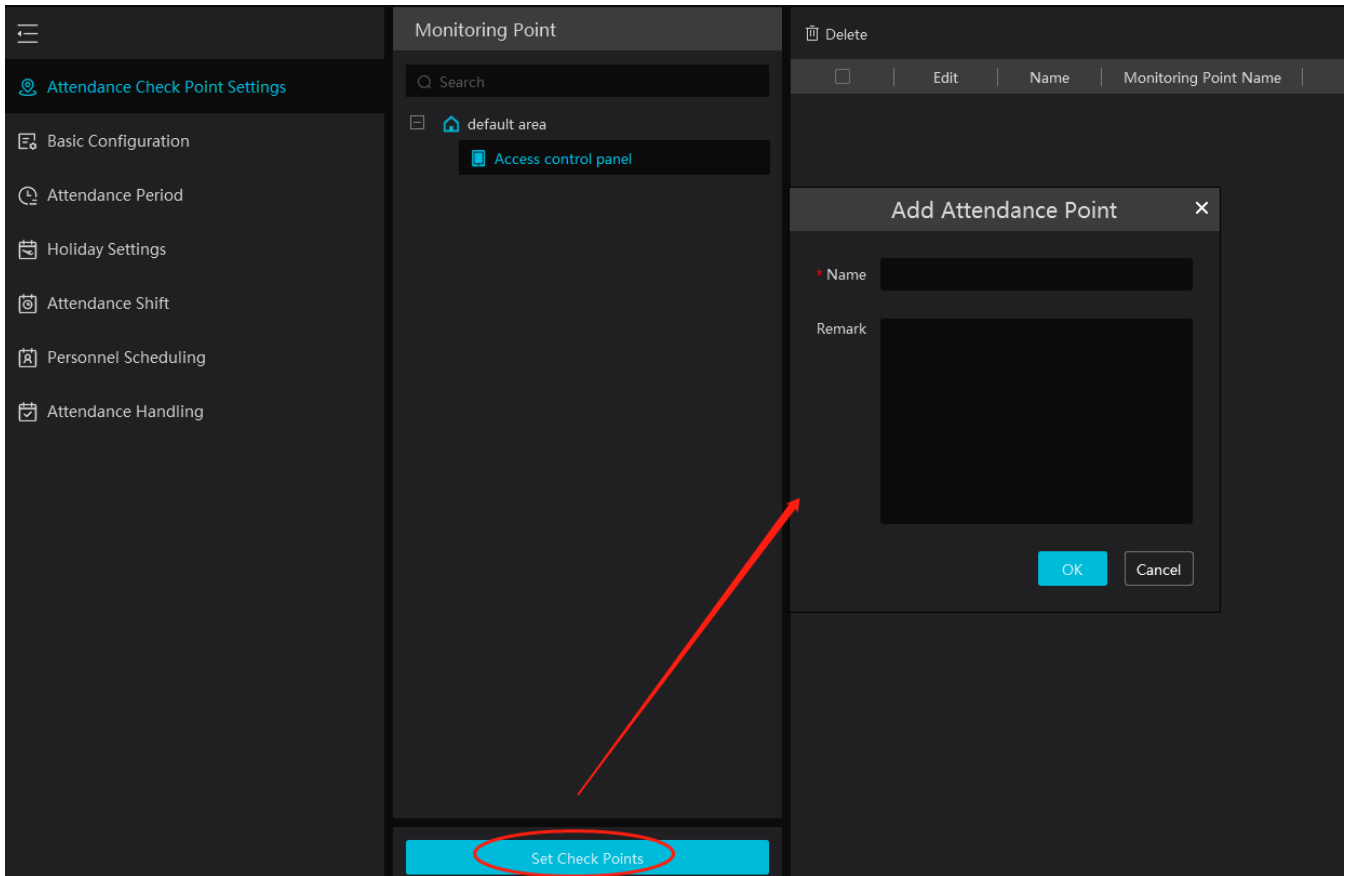 Attendance Check Point Settings
Basic Configuration
Attendance Period
Holiday Settings
Attendance Shift
Personnel Scheduling
Attendance Handling
Monitoring Point
Search
default area
Access control panel
Set Check Points
Delete
Edit Name Monitoring Point Name
Add Attendance Point
* Name
Remark
OK Cancel